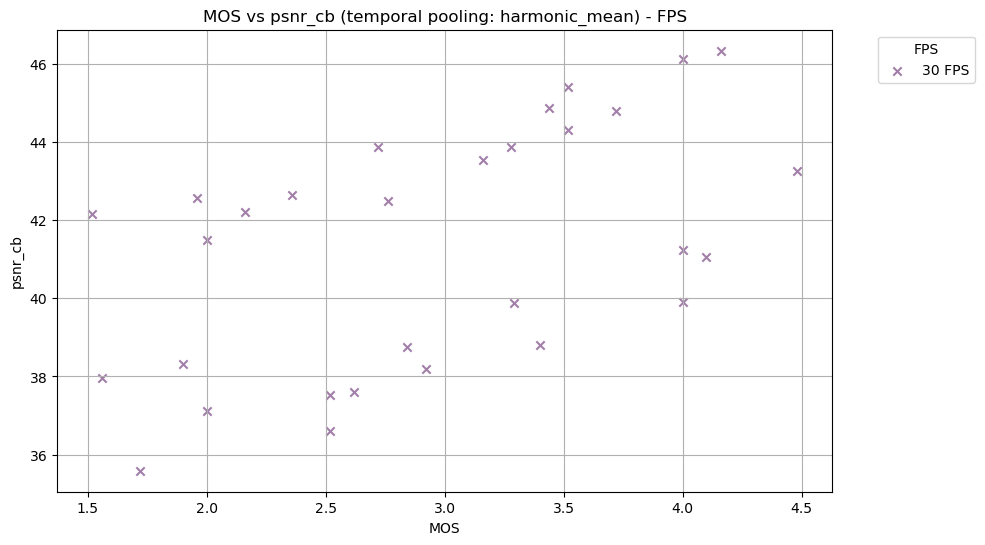 MOS vs psnr_cb (temporal pooling: harmonic_mean) - FPS
FPS
30 FPS
46
44
42
40
38
36
psnr_cb
1.5 2.0 2.5 3.0 3.5 4.0 4.5
MOS